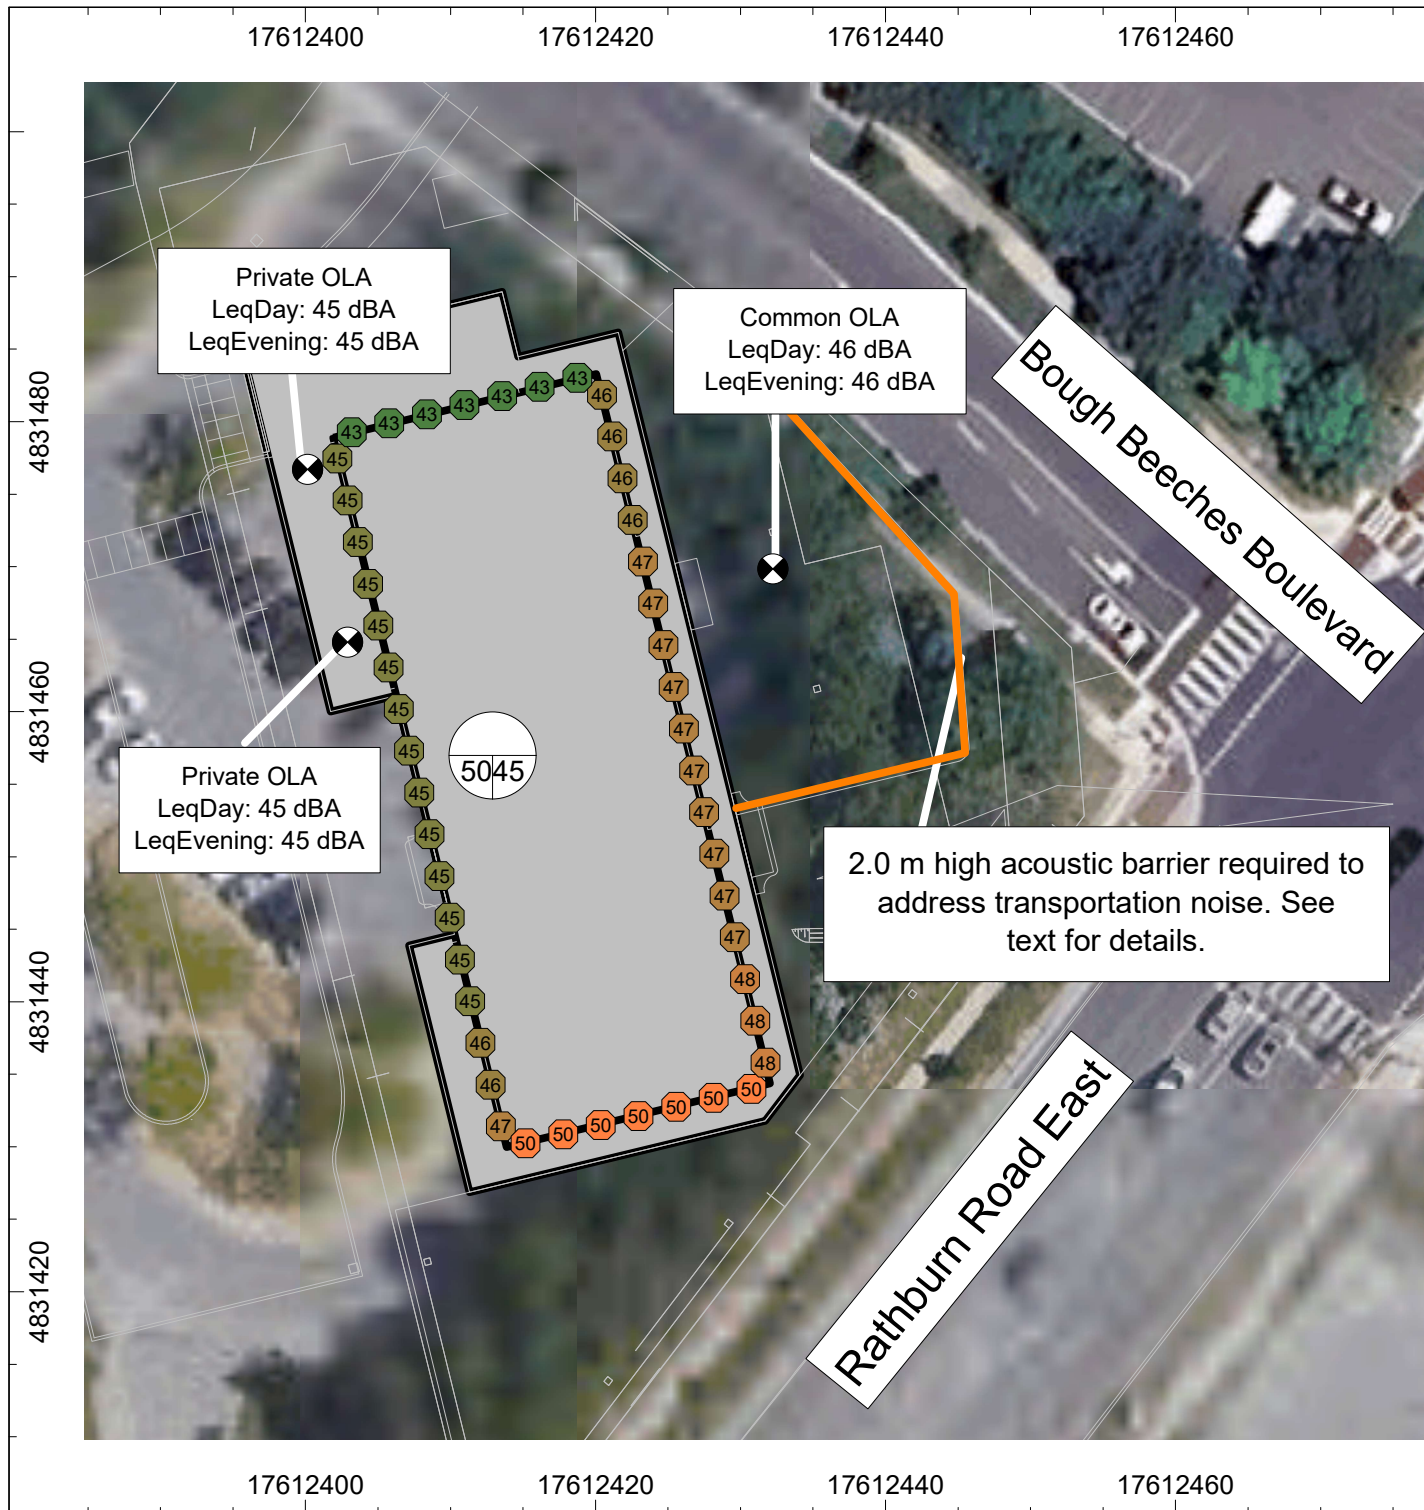 17612400 17612420 17612440 17612460
Private OLA
LeqDay: 45 dBA
LeqEvening: 45 dBA
Common OLA
LeqDay: 46 dBA
LeqEvening: 46 dBA
Bough Beeches Boulevard
4831480
43 43 43 43 43 43 43
45 45 45 45 45 45 45 45 45 45 45 45 45 45 46 46 47
46 46 46 46 47 47 47 47 47 47 47 47 47 47 48 48 48
4831460
50 45
Private OLA
LeqDay: 45 dBA
LeqEvening: 45 dBA
2.0 m high acoustic barrier required to
address transportation noise. See
text for details.
4831440
50 50 50 50 50 50 50
Rathburn Road East
4831420
17612400 17612420 17612440 17612460